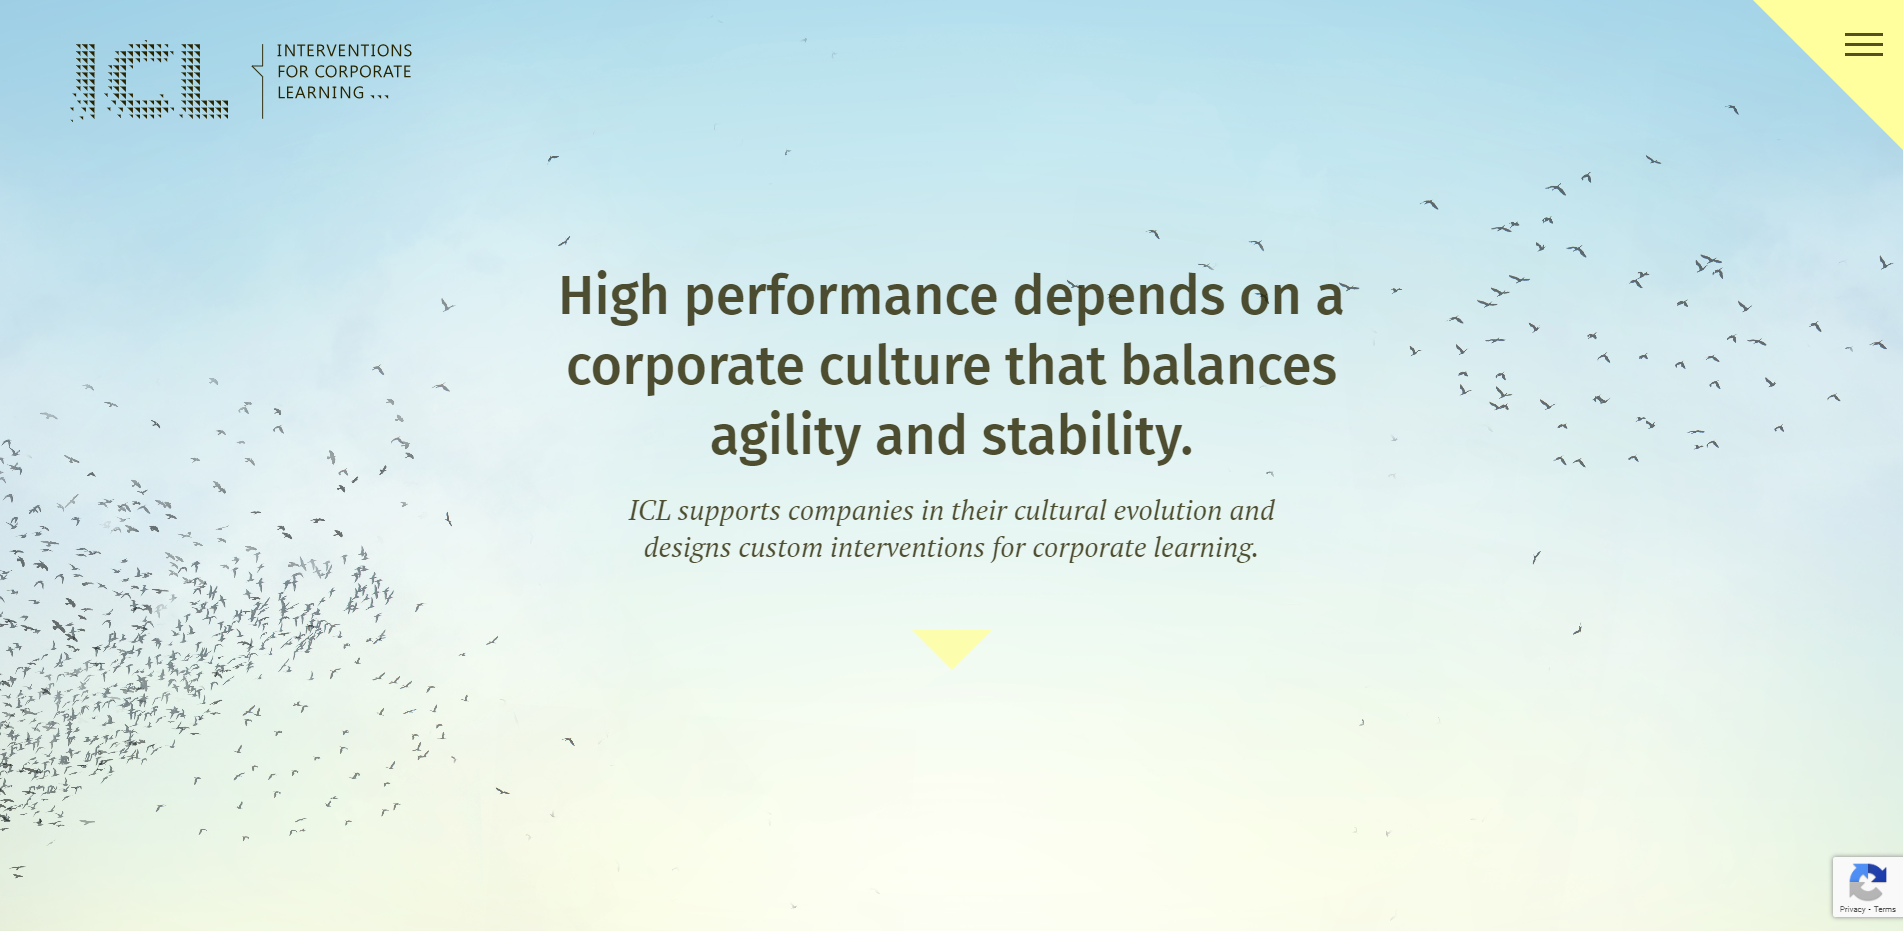 ICL
INTERVENTIONS
FOR CORPORATE
LEARNING ...
High performance depends on a
corporate culture that balances
agility and stability.
ICL supports companies in their cultural evolution and
designs custom interventions for corporate learning.
Privacy - Terms